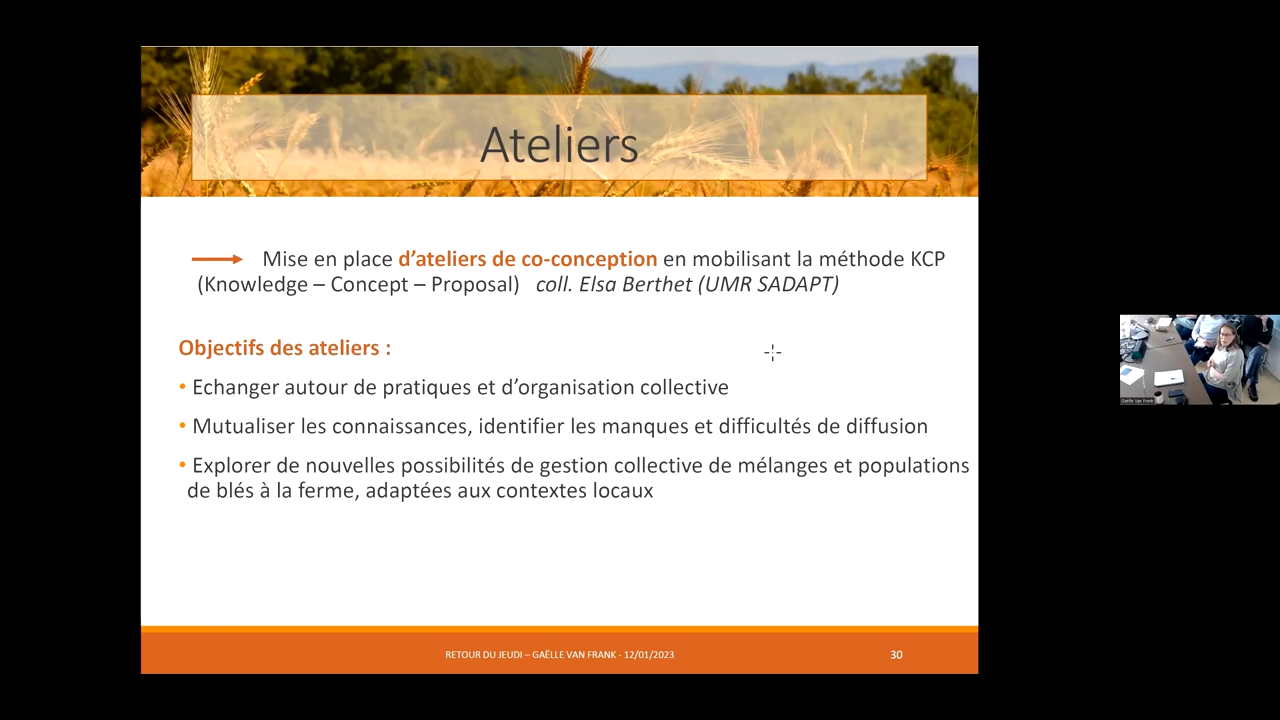 Ateliers
Mise en place d’ateliers de co-conception en mobilisant la méthode KCP
(Knowledge – Concept – Proposal) coll. Elsa Berthet (UMR SADAPT)
Objectifs des ateliers :
• Echanger autour de pratiques et d’organisation collective
• Mutualiser les connaissances, identifier les manques et difficultés de diffusion
• Explorer de nouvelles possibilités de gestion collective de mélanges et populations
de blés à la ferme, adaptées aux contextes locaux
RETOUR DU JEUDI – GAËLLE VAN FRANK - 12/01/2023
30
Gaëlle Van Frank